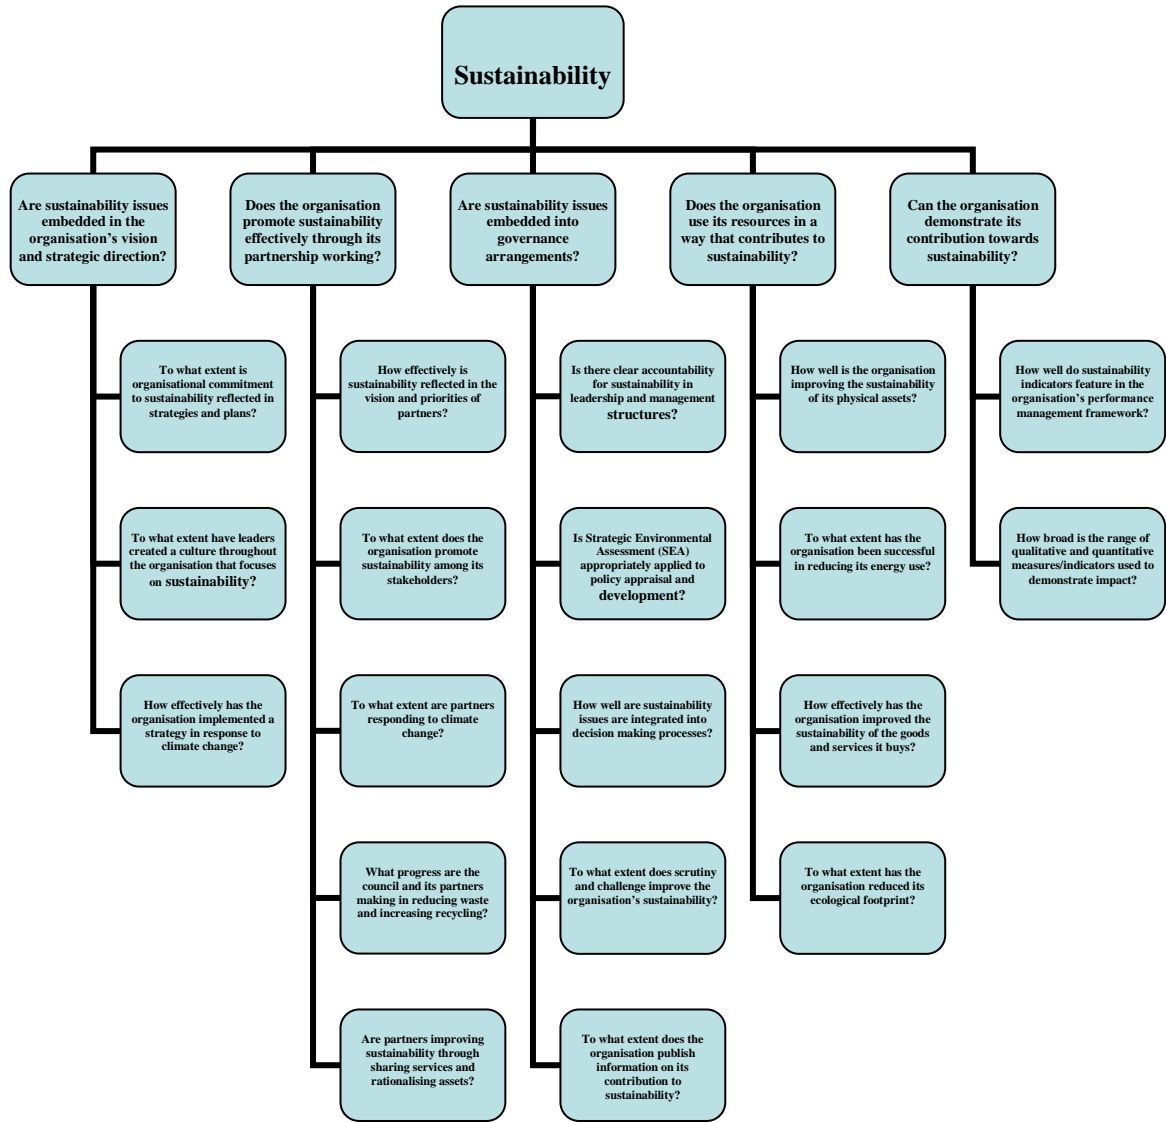 Sustainability
Are sustainability issues
embedded in the
organisation’s vision
and strategic direction?
To what extent is
organisational commitment
to sustainability reflected in
strategies and plans?
To what extent have leaders
created a culture throughout
the organisation that focuses
on sustainability?
How effectively has the
organisation implemented a
strategy in response to
climate change?
Does the organisation
promote sustainability
effectively through its
partnership working?
How effectively is
sustainability reflected in the
vision and priorities of
partners?
To what extent does the
organisation promote
sustainability among its
stakeholders?
To what extent are partners
responding to climate
change?
What progress are the
council and its partners
making in reducing waste
and increasing recycling?
Are partners improving
sustainability through
sharing services and
rationalising assets?
Are sustainability issues
embedded into
governance
arrangements?
Is there clear accountability
for sustainability in
leadership and management
structures?
Is Strategic Environmental
Assessment (SEA)
appropriately applied to
policy appraisal and
development?
How well are sustainability
issues are integrated into
decision making processes?
To what extent does scrutiny
and challenge improve the
organisation’s sustainability?
To what extent does the
organisation publish
information on its
contribution to
sustainability?
Does the organisation
use its resources in a
way that contributes to
sustainability?
How well is the organisation
improving the sustainability
of its physical assets?
To what extent has the
organisation been successful
in reducing its energy use?
How effectively has the
organisation improved the
sustainability of the goods
and services it buys?
To what extent has the
organisation reduced its
ecological footprint?
Can the organisation
demonstrate its
contribution towards
sustainability?
How well do sustainability
indicators feature in the
organisation’s performance
management framework?
How broad is the range of
qualitative and quantitative
measures/indicators used to
demonstrate impact?